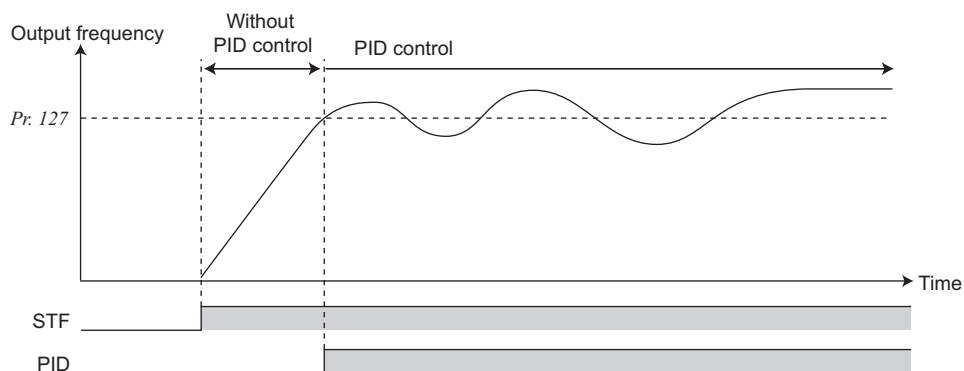 Without
Output frequency
PID control
PID control
Pr. 127
Time
STF
PID